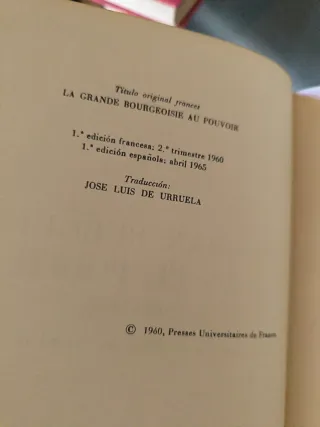 Título original francés
LA GRANDE BOURGEOISIE AU POUVOIR
1.ª edición francesa: 2.º trimestre 1960
1.ª edición española: abril 1965
Traducción:
JOSE LUIS DE URRUELA
© 1960, Presses Universitaires de France